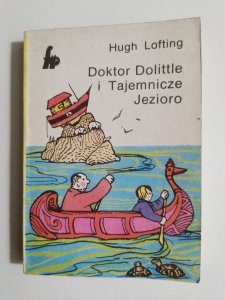 Hugh Lofting
Doktor Dolittle
i Tajemnicze
Jezioro